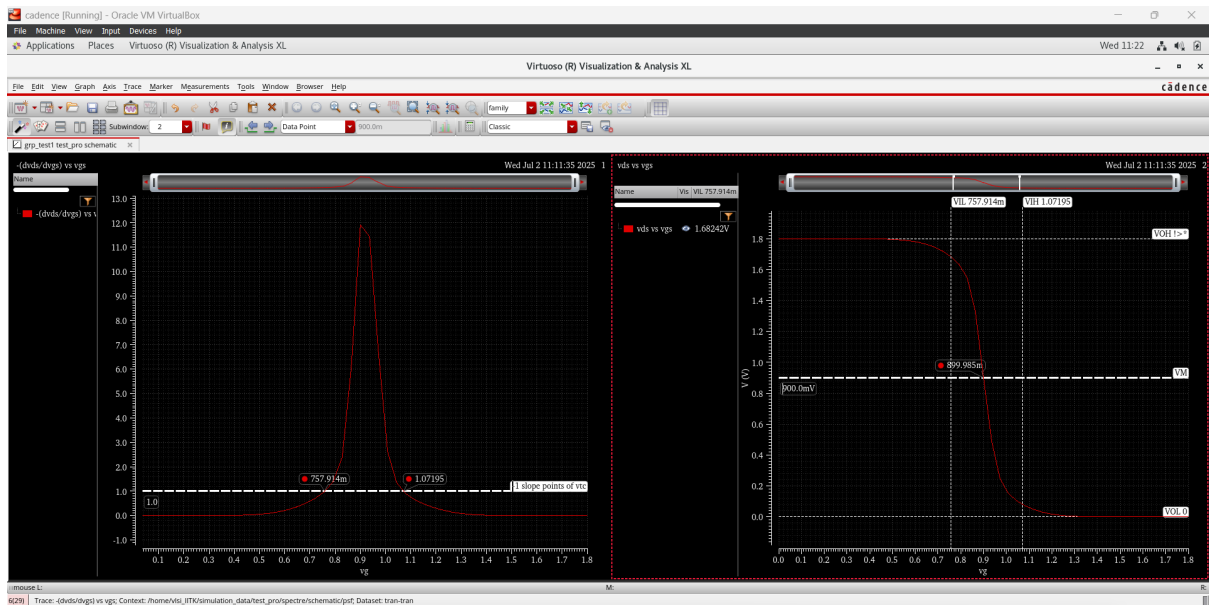 cadence [Running] - Oracle VM VirtualBox
File Machine View Input Devices Help
Applications Places Virtuoso (R) Visualization & Analysis XL Wed 11:22
Virtuoso (R) Visualization & Analysis XL
File Edit View Graph Axis Trace Marker Measurements Tools Window Browser Help cādence
family
Subwindow: 2 Data Point 900.0m Classic
grp_test1 test_pro schematic
-(dvds/dvgs) vs vgs Wed Jul 2 11:11:35 2025 1
Name
-(dvds/dvgs) vs v
13.0
12.0
11.0
10.0
9.0
8.0
7.0
6.0
5.0
4.0
3.0
2.0
1.0
0.0
-1.0
757.914m 1.07195
-1 slope points of vtc
1.0
0.1 0.2 0.3 0.4 0.5 0.6 0.7 0.8 0.9 1.0 1.1 1.2 1.3 1.4 1.5 1.6 1.7 1.8
vg
vds vs vgs Wed Jul 2 11:11:35 2025 2
Name Vis VIL 757.914m
vds vs vgs 1.68242V
VIL 757.914m VIH 1.07195
VOH !>*
1.8
1.6
1.4
1.2
1.0
0.8
0.6
0.4
0.2
0.0
V (V)
899.985m
VM
900.0mV
VOL 0
0.0 0.1 0.2 0.3 0.4 0.5 0.6 0.7 0.8 0.9 1.0 1.1 1.2 1.3 1.4 1.5 1.6 1.7 1.8
vg
mouse L: M: R:
6(29) Trace: -(dvds/dvgs) vs vgs; Context: /home/vlsi_IITK/simulation_data/test_pro/spectre/schematic/psf; Dataset: tran-tran